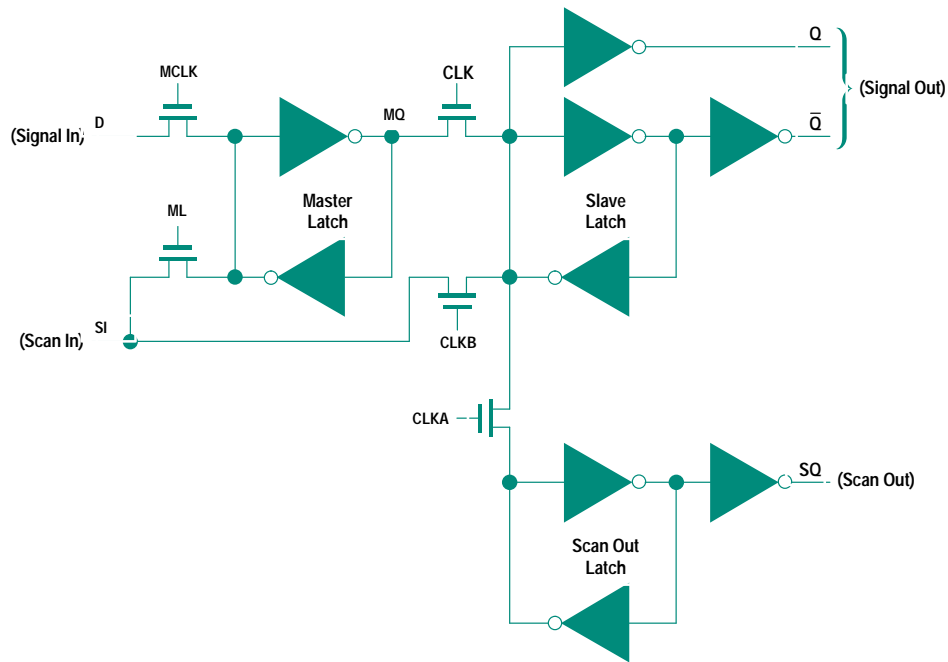 Q
MCLK
CLK
(Signal Out)
MQ
D
(Signal In)
Q̅
Master
Latch
Slave
Latch
ML
SI
(Scan In)
CLKB
CLKA
SQ
(Scan Out)
Scan Out
Latch